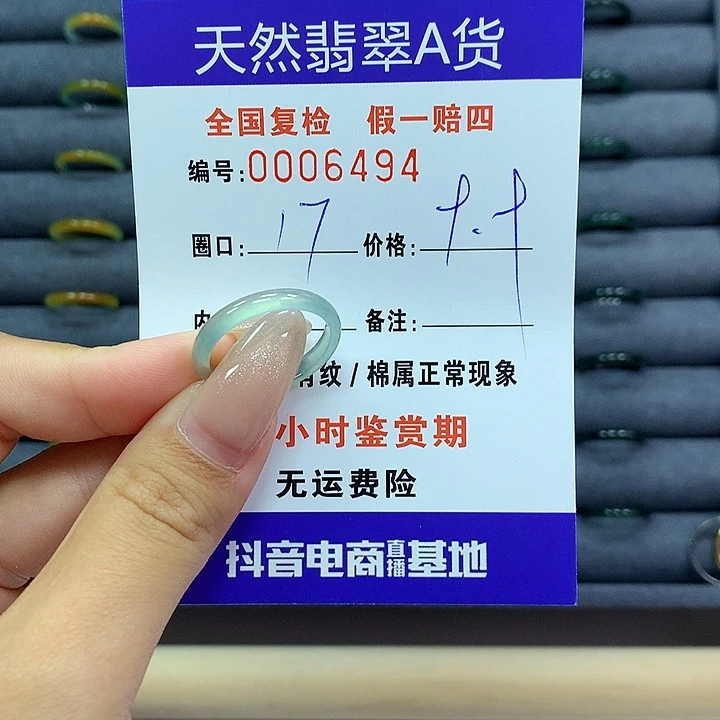 天然翡翠A货
全国复检 假一赔四
编号:0006494
圈口: 17 价格:
内 备注:
纹/棉属正常现象
小时鉴赏期
无运费险
抖音电商直播基地